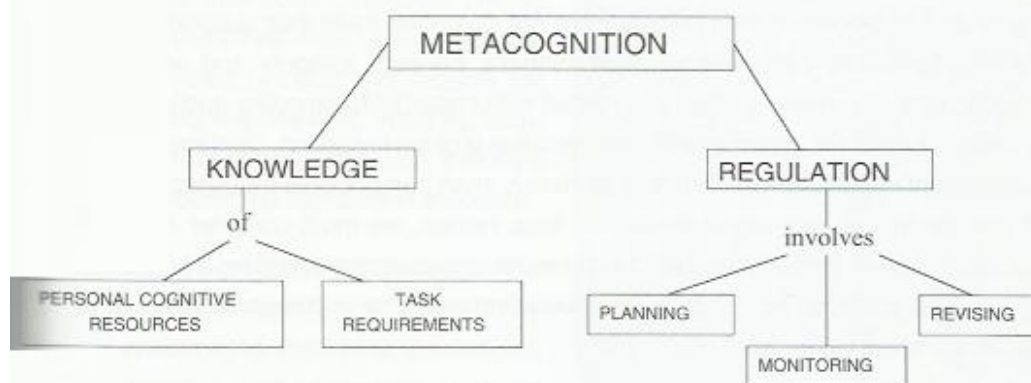 METACOGNITION
KNOWLEDGE
REGULATION
of
involves
PERSONAL COGNITIVE
RESOURCES
TASK
REQUIREMENTS
PLANNING
MONITORING
REVISING